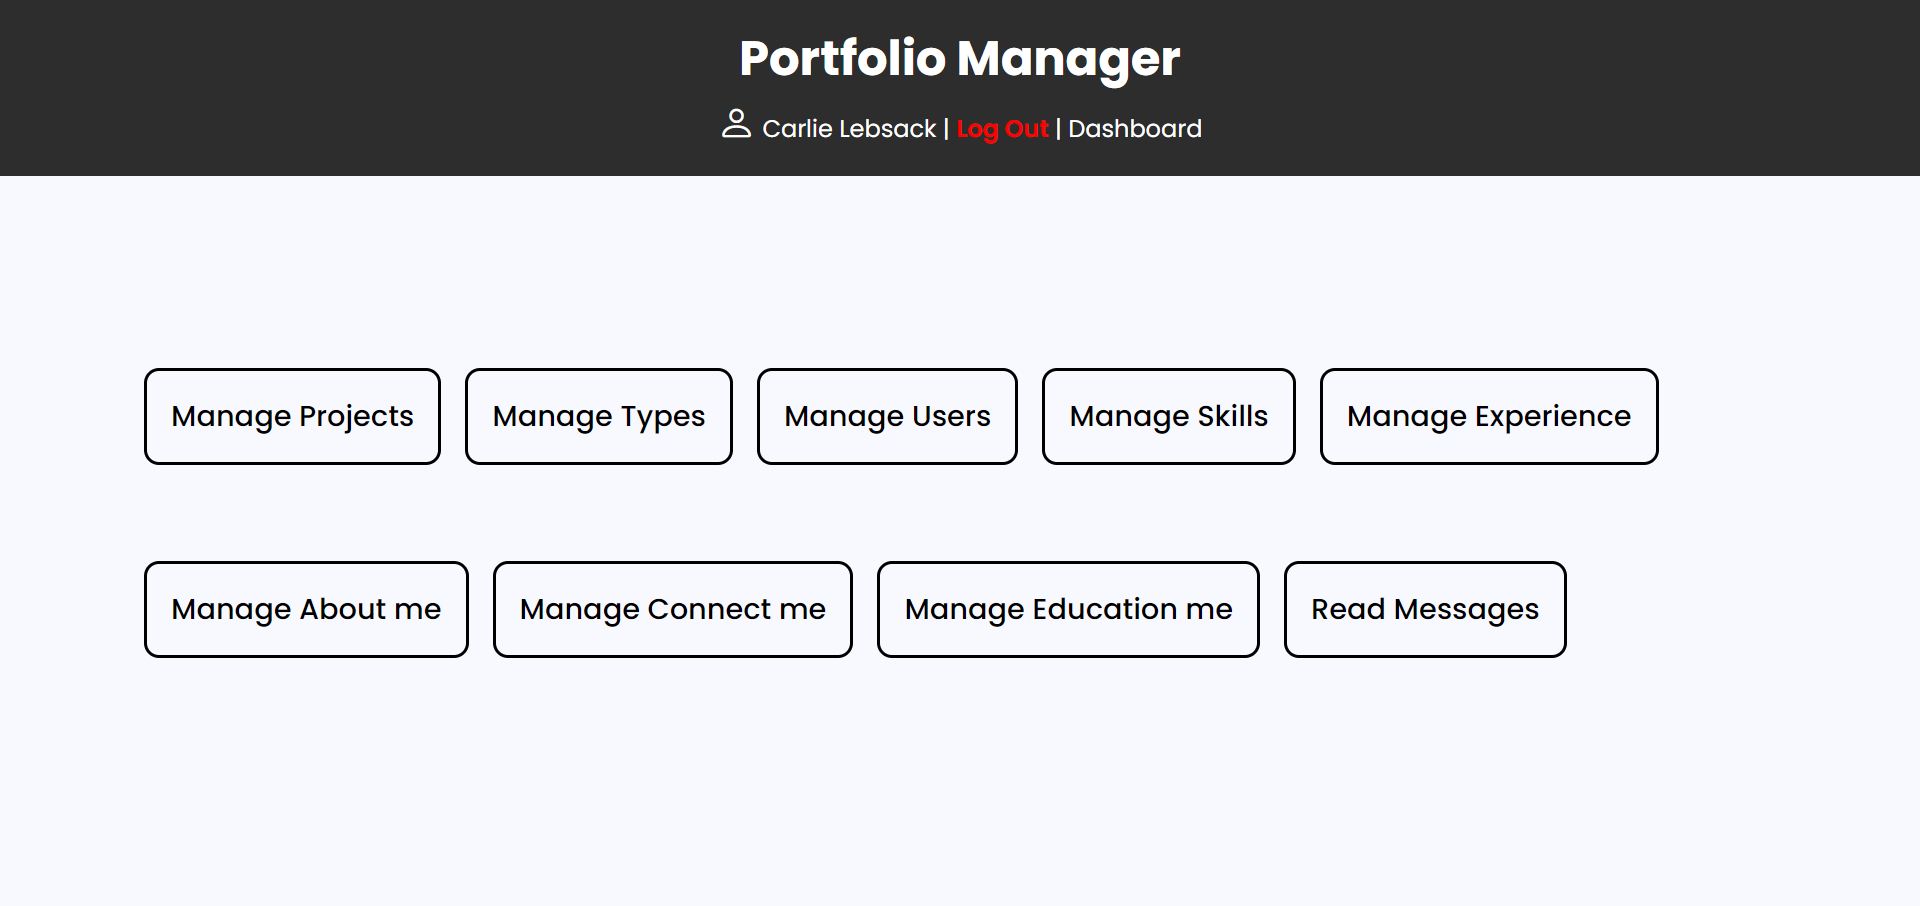 Portfolio Manager
Carlie Lebsack | Log Out | Dashboard
Manage Projects
Manage Types
Manage Users
Manage Skills
Manage Experience
Manage About me
Manage Connect me
Manage Education me
Read Messages